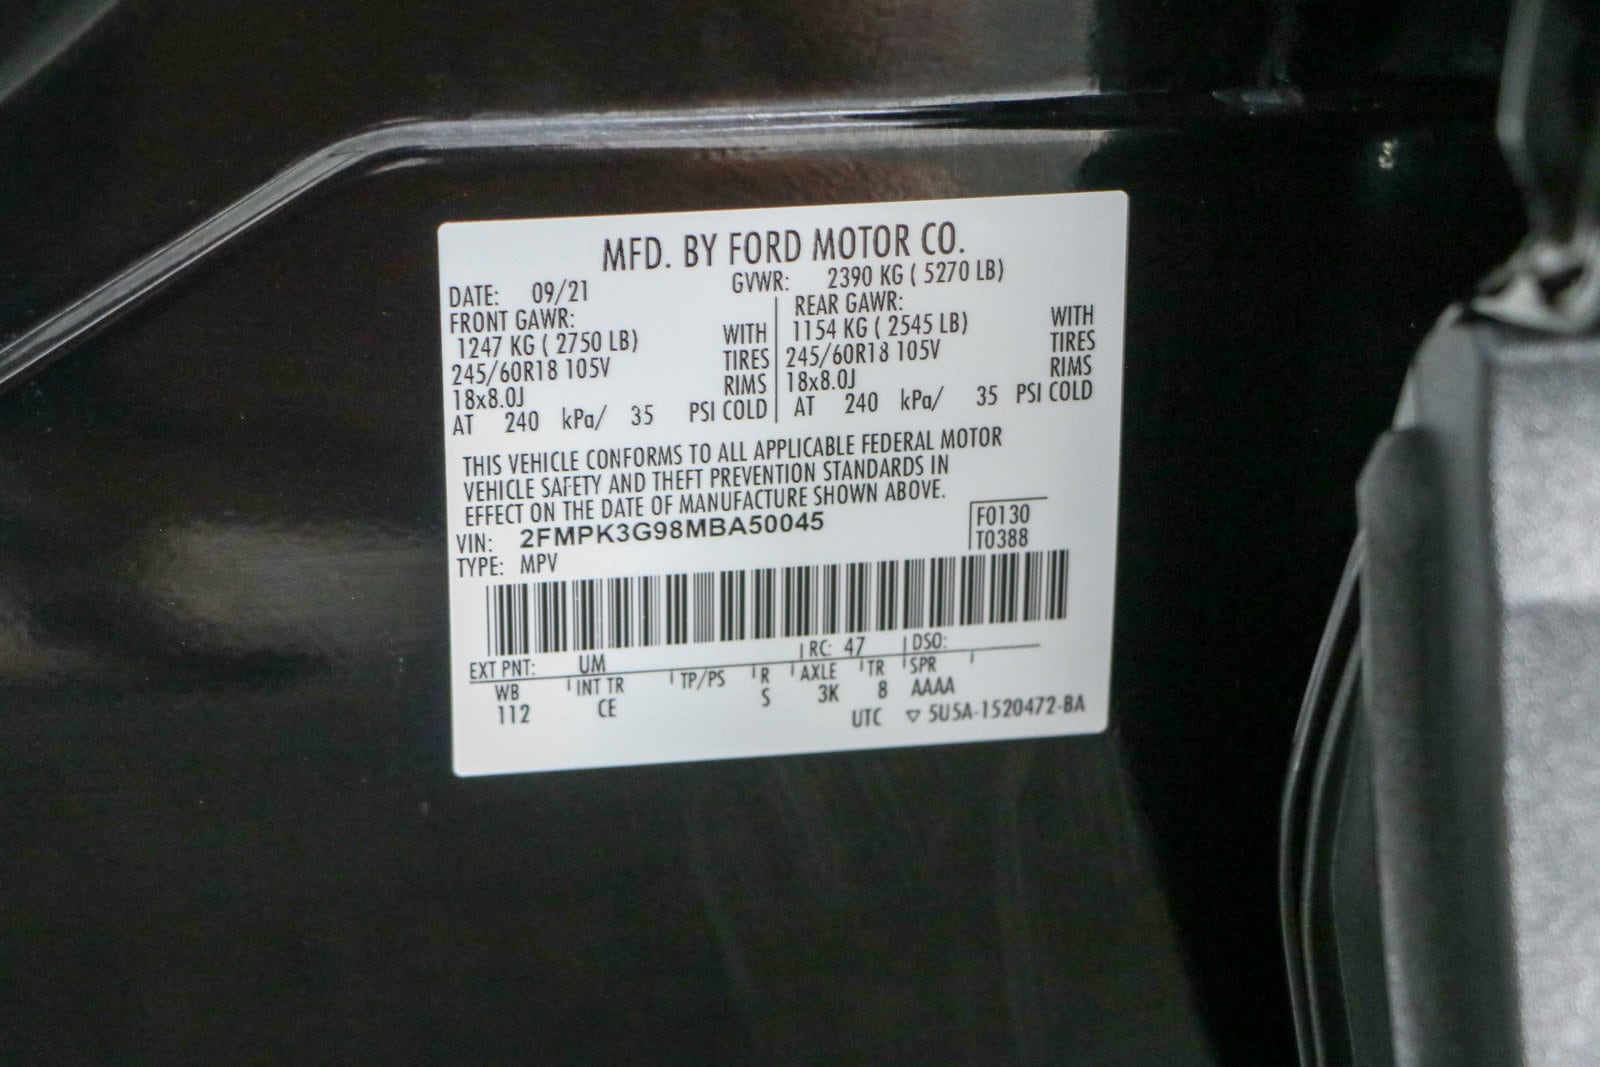 MFD. BY FORD MOTOR CO.
DATE: 09/21 GVWR: 2390 KG ( 5270 LB)
FRONT GAWR: REAR GAWR:
1247 KG ( 2750 LB) WITH 1154 KG ( 2545 LB) WITH
245/60R18 105V TIRES 245/60R18 105V TIRES
18x8.0J RIMS 18x8.0J RIMS
AT 240 kPa/ 35 PSI COLD AT 240 kPa/ 35 PSI COLD
THIS VEHICLE CONFORMS TO ALL APPLICABLE FEDERAL MOTOR
VEHICLE SAFETY AND THEFT PREVENTION STANDARDS IN
EFFECT ON THE DATE OF MANUFACTURE SHOWN ABOVE.
VIN: 2FMPK3G98MBA50045 F0130
TYPE: MPV T0388
EXT PNT: UM RC: 47 DSO:
WB INT TR TP/PS R AXLE TR SPR
112 CE S 3K 8 AAAA
UTC ▽ 5U5A-1520472-BA